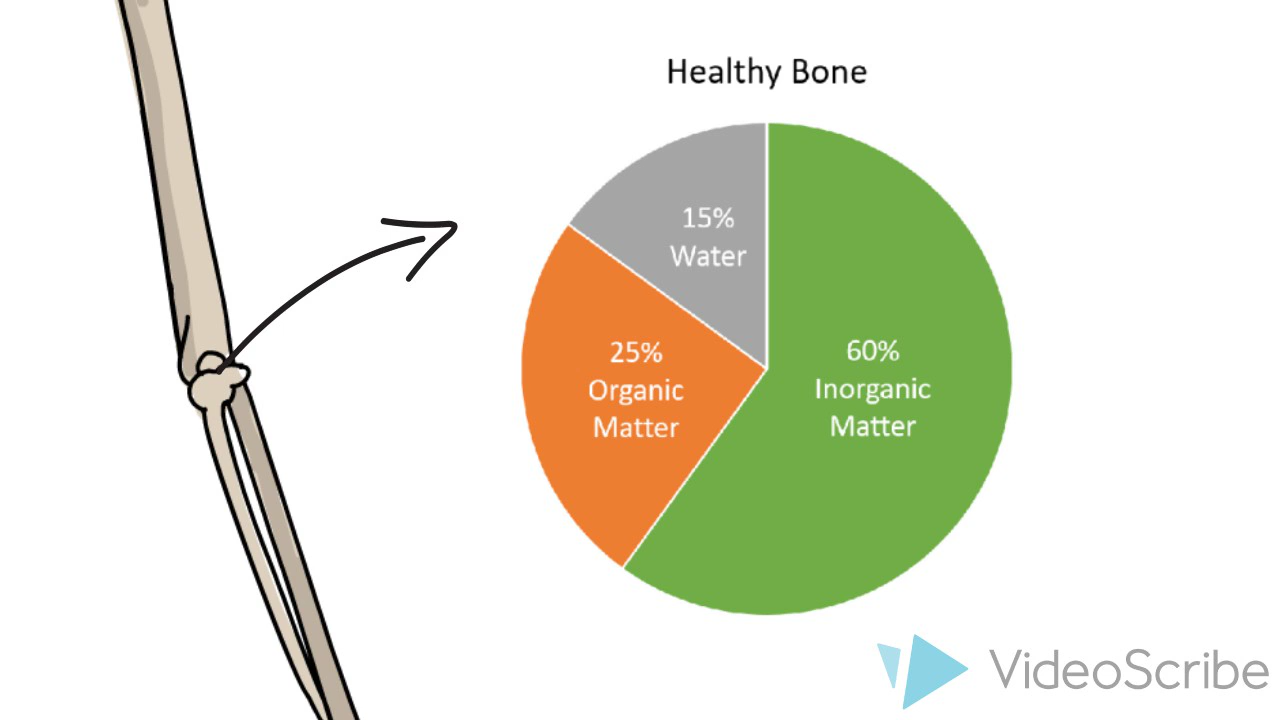 Healthy Bone
15%
Water
25%
Organic
Matter
60%
Inorganic
Matter
VideoScribe